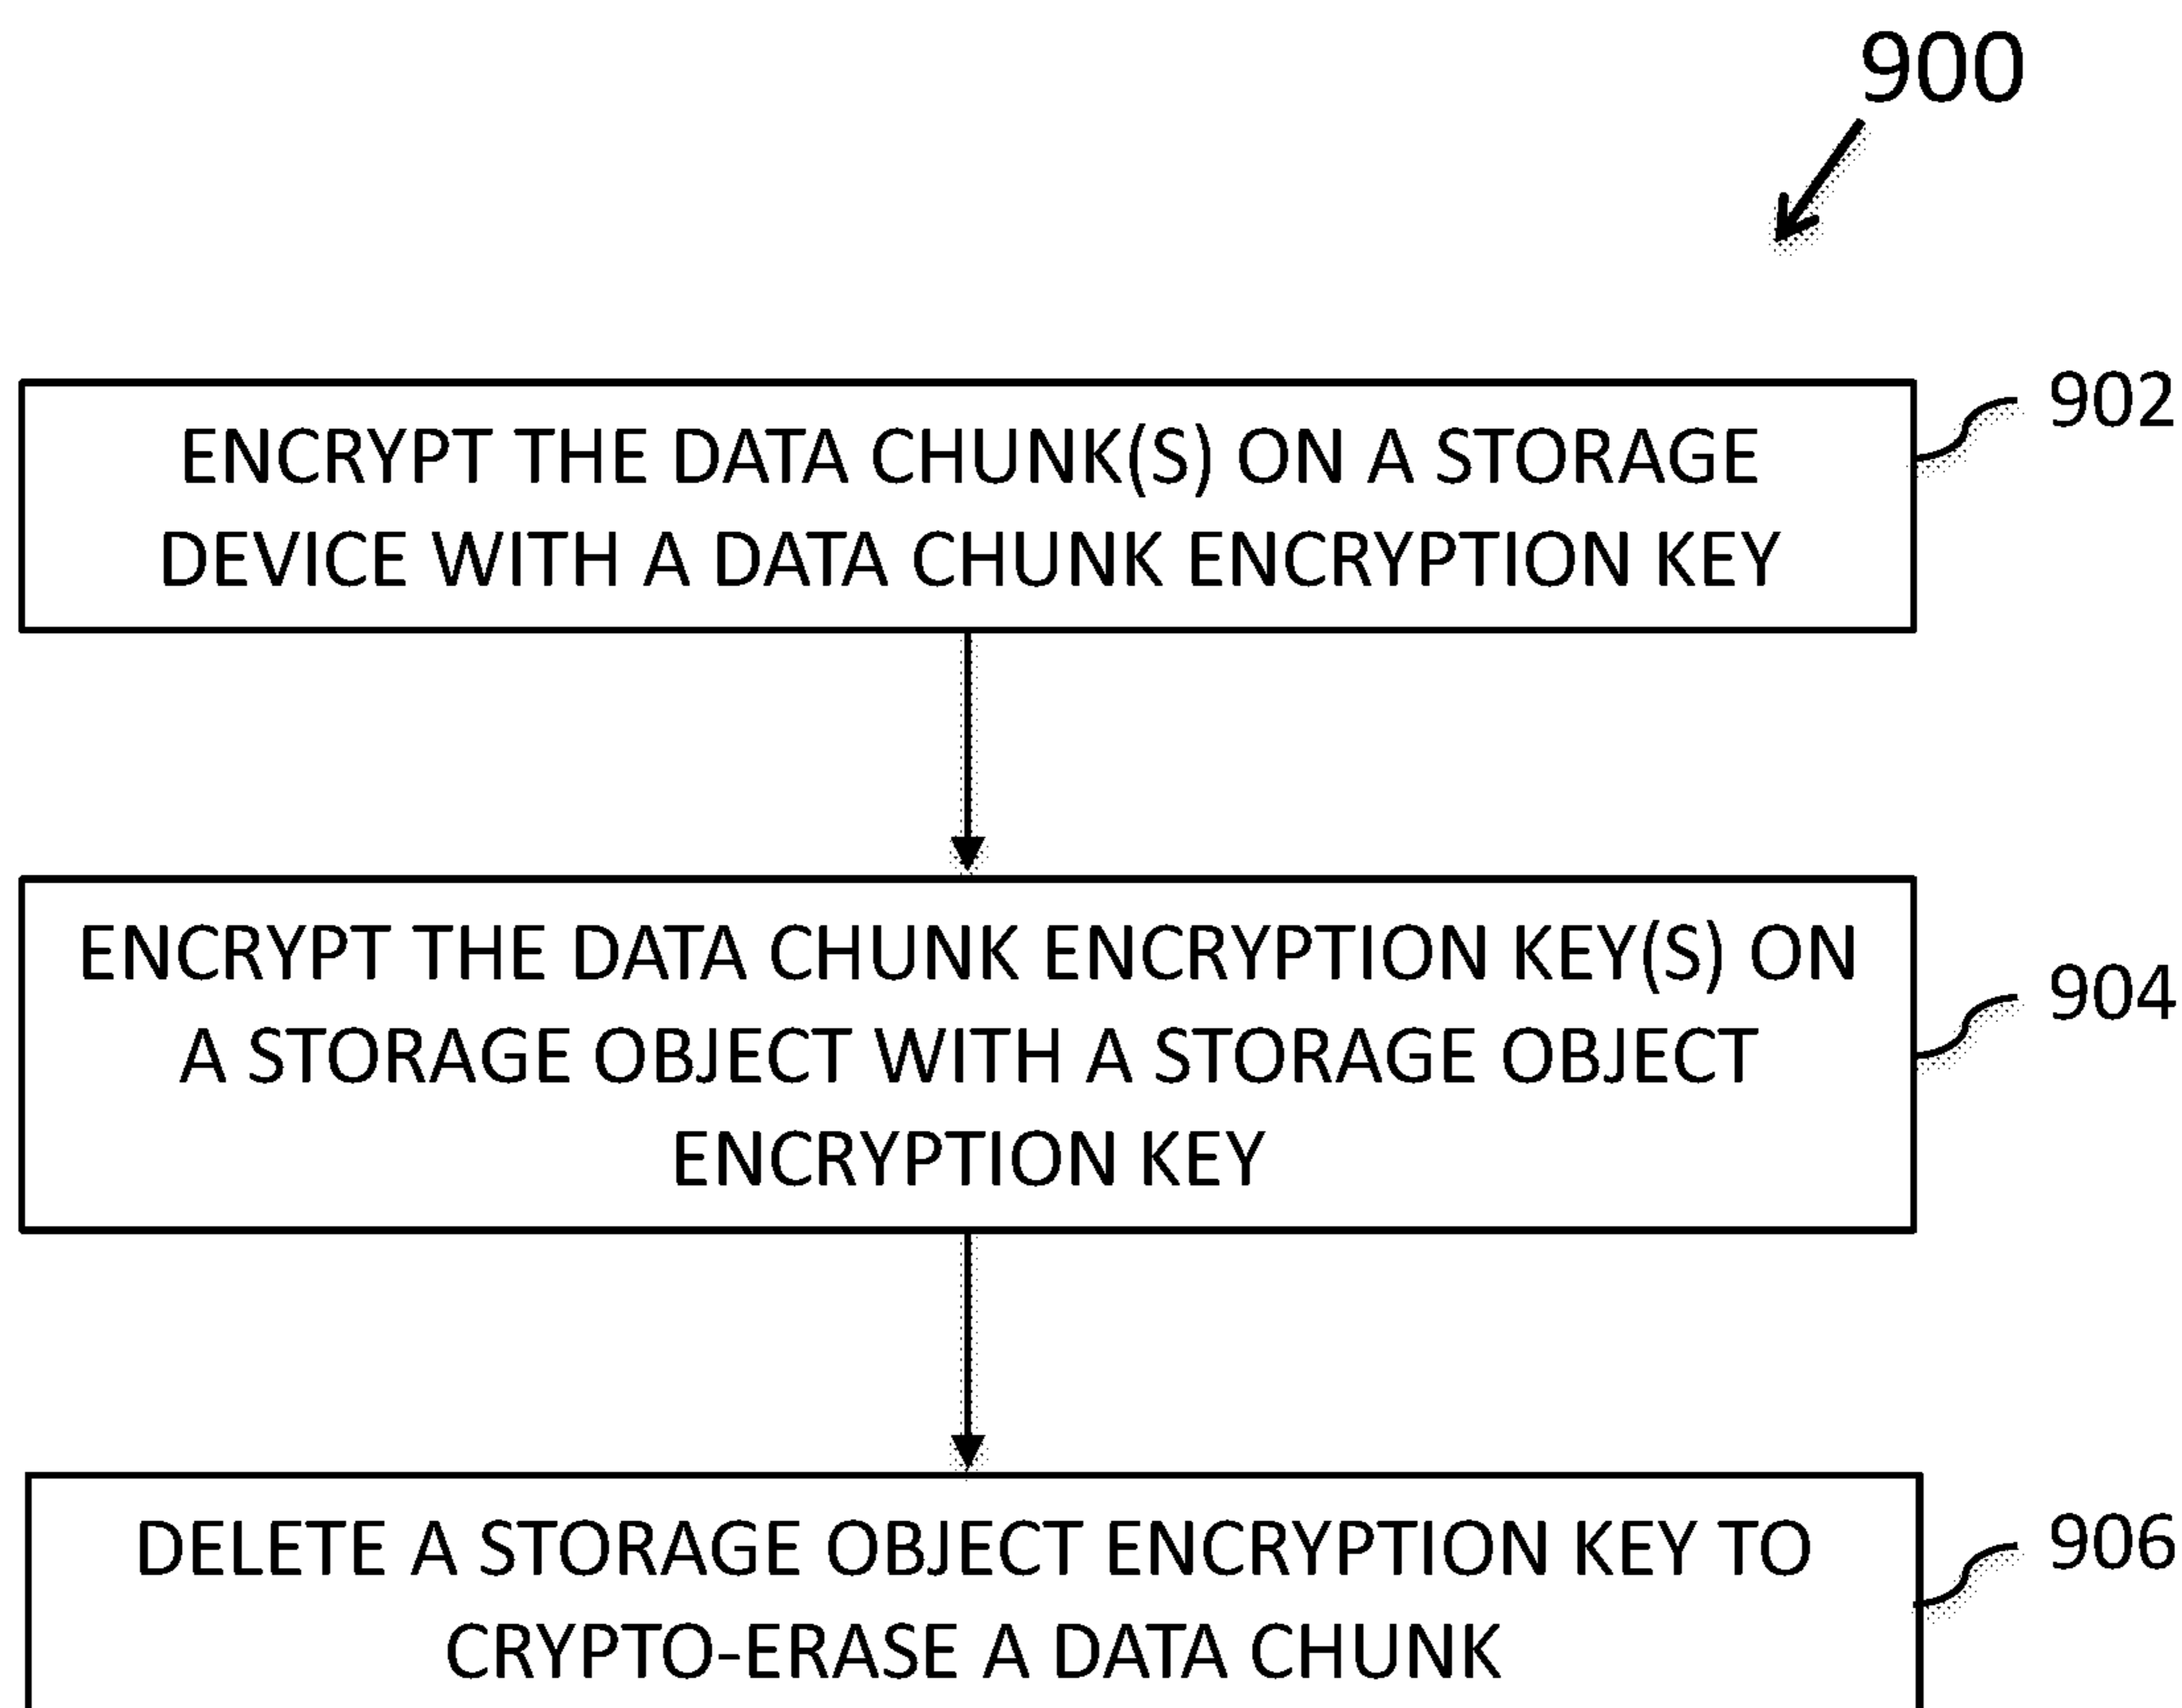 900
902
ENCRYPT THE DATA CHUNK(S) ON A STORAGE
DEVICE WITH A DATA CHUNK ENCRYPTION KEY
ENCRYPT THE DATA CHUNK ENCRYPTION KEY(S) ON
904
A STORAGE OBJECT WITH A STORAGE OBJECT
ENCRYPTION KEY
DELETE A STORAGE OBJECT ENCRYPTION KEY TO
906
CRYPTO-ERASE A DATA CHUNK